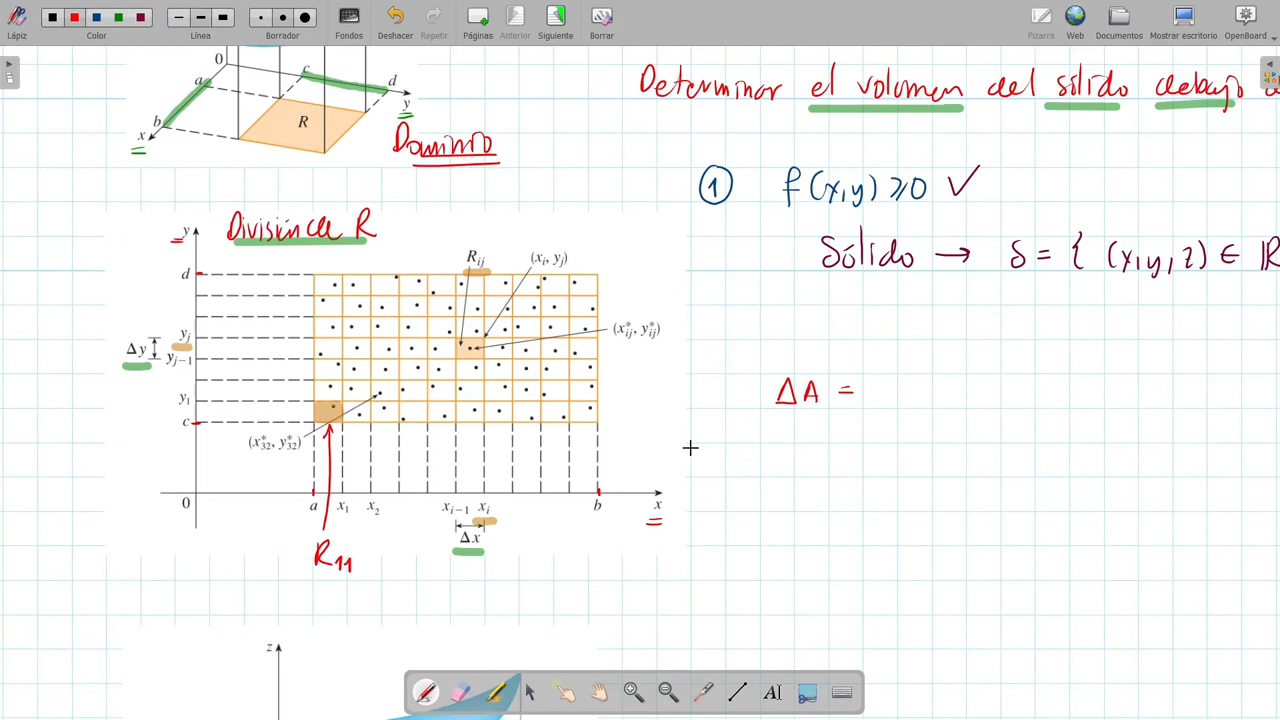 Lápiz Color Línea Borrador Fondos Deshacer Repetir Páginas Anterior Siguiente Borrar Pizarra Web Documentos Mostrar escritorio OpenBoard
0
a c d
b R y
x Dominio
Determinar el volumen del sólido debajo
① f(x,y) ≥ 0 ✓
Sólido → S = { (x,y,z) ∈ ℝ
División de R
y
d
R_ij (x_i, y_j)
y_j
(x*_ij, y*_ij)
Δy
y_j−1
y_1
c
(x*_32, y*_32)
ΔA =
0 a x_1 x_2 x_i−1 x_i b x
Δx
R_11
z